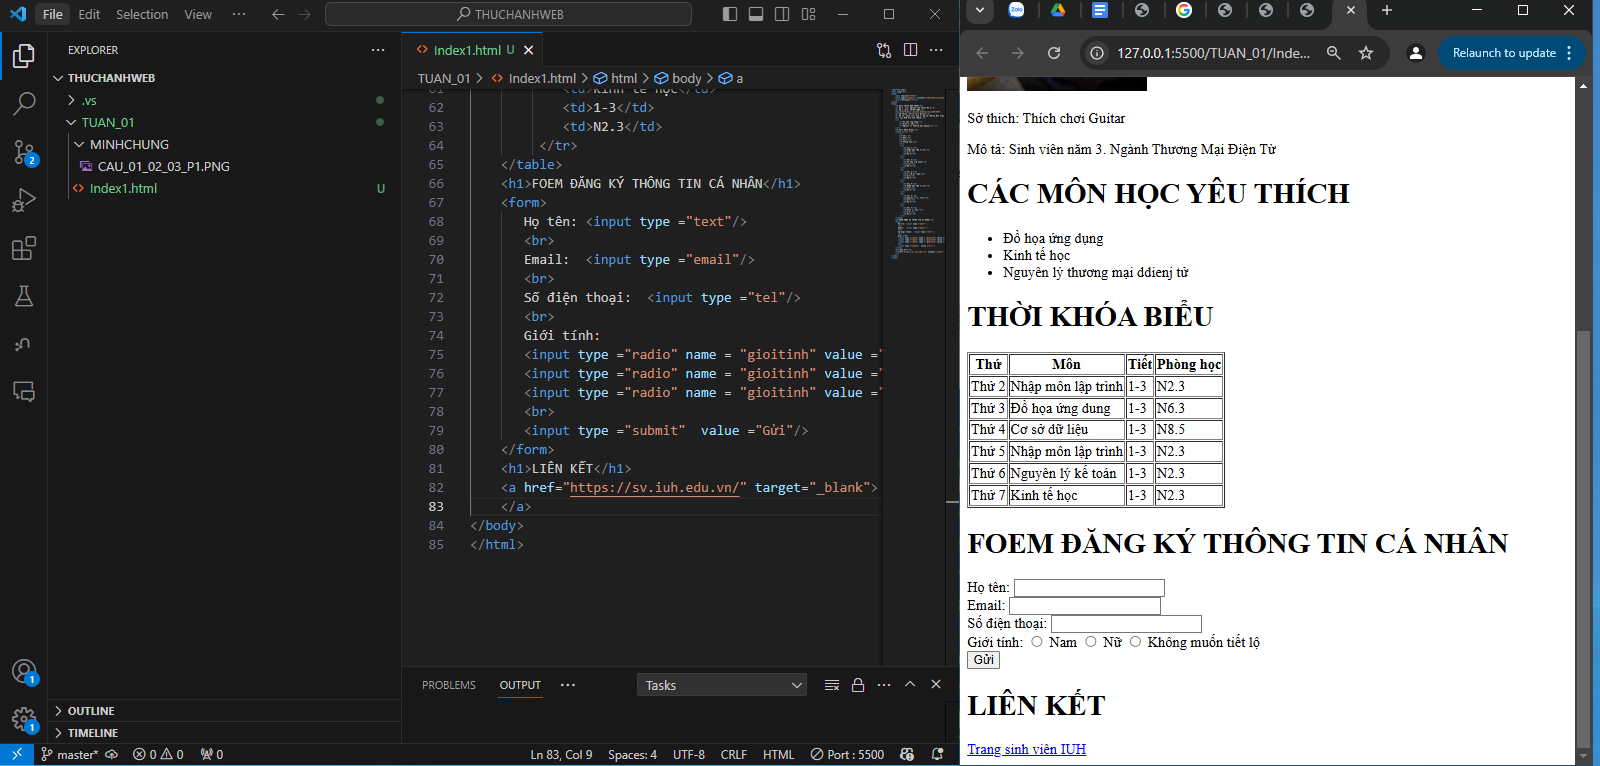 File Edit Selection View ··· THUCHANHWEB
EXPLORER
THUCHANHWEB
.vs
TUAN_01
MINHCHUNG
CAU_01_02_03_P1.PNG
Index1.html U
OUTLINE
TIMELINE
Index1.html U
TUAN_01 > Index1.html > html > body > a
61 <td>Kinh tế học</td>
62 <td>1-3</td>
63 <td>N2.3</td>
64 </tr>
65 </table>
66 <h1>FOEM ĐĂNG KÝ THÔNG TIN CÁ NHÂN</h1>
67 <form>
68 Họ tên: <input type ="text"/>
69 <br>
70 Email: <input type ="email"/>
71 <br>
72 Số điện thoại: <input type ="tel"/>
73 <br>
74 Giới tính:
75 <input type ="radio" name = "gioitinh" value ="
76 <input type ="radio" name = "gioitinh" value ="
77 <input type ="radio" name = "gioitinh" value ="
78 <br>
79 <input type ="submit" value ="Gửi"/>
80 </form>
81 <h1>LIÊN KẾT</h1>
82 <a href="https://sv.iuh.edu.vn/" target="_blank">
83 </a>
84 </body>
85 </html>
PROBLEMS OUTPUT ··· Tasks
master* 0 0 0 Ln 83, Col 9 Spaces: 4 UTF-8 CRLF HTML Port : 5500
2
1
1
Zalo
127.0.0.1:5500/TUAN_01/Inde... Relaunch to update
Sở thích: Thích chơi Guitar
Mô tả: Sinh viên năm 3. Ngành Thương Mại Điện Tử
CÁC MÔN HỌC YÊU THÍCH
• Đồ họa ứng dụng
• Kinh tế học
• Nguyên lý thương mại ddienj tử
THỜI KHÓA BIỂU
Thứ Môn Tiết Phòng học
Thứ 2 Nhập môn lập trình 1-3 N2.3
Thứ 3 Đồ họa ứng dung 1-3 N6.3
Thứ 4 Cơ sở dữ liệu 1-3 N8.5
Thứ 5 Nhập môn lập trình 1-3 N2.3
Thứ 6 Nguyên lý kế toán 1-3 N2.3
Thứ 7 Kinh tế học 1-3 N2.3
FOEM ĐĂNG KÝ THÔNG TIN CÁ NHÂN
Họ tên:
Email:
Số điện thoại:
Giới tính: Nam Nữ Không muốn tiết lộ
Gửi
LIÊN KẾT
Trang sinh viên IUH